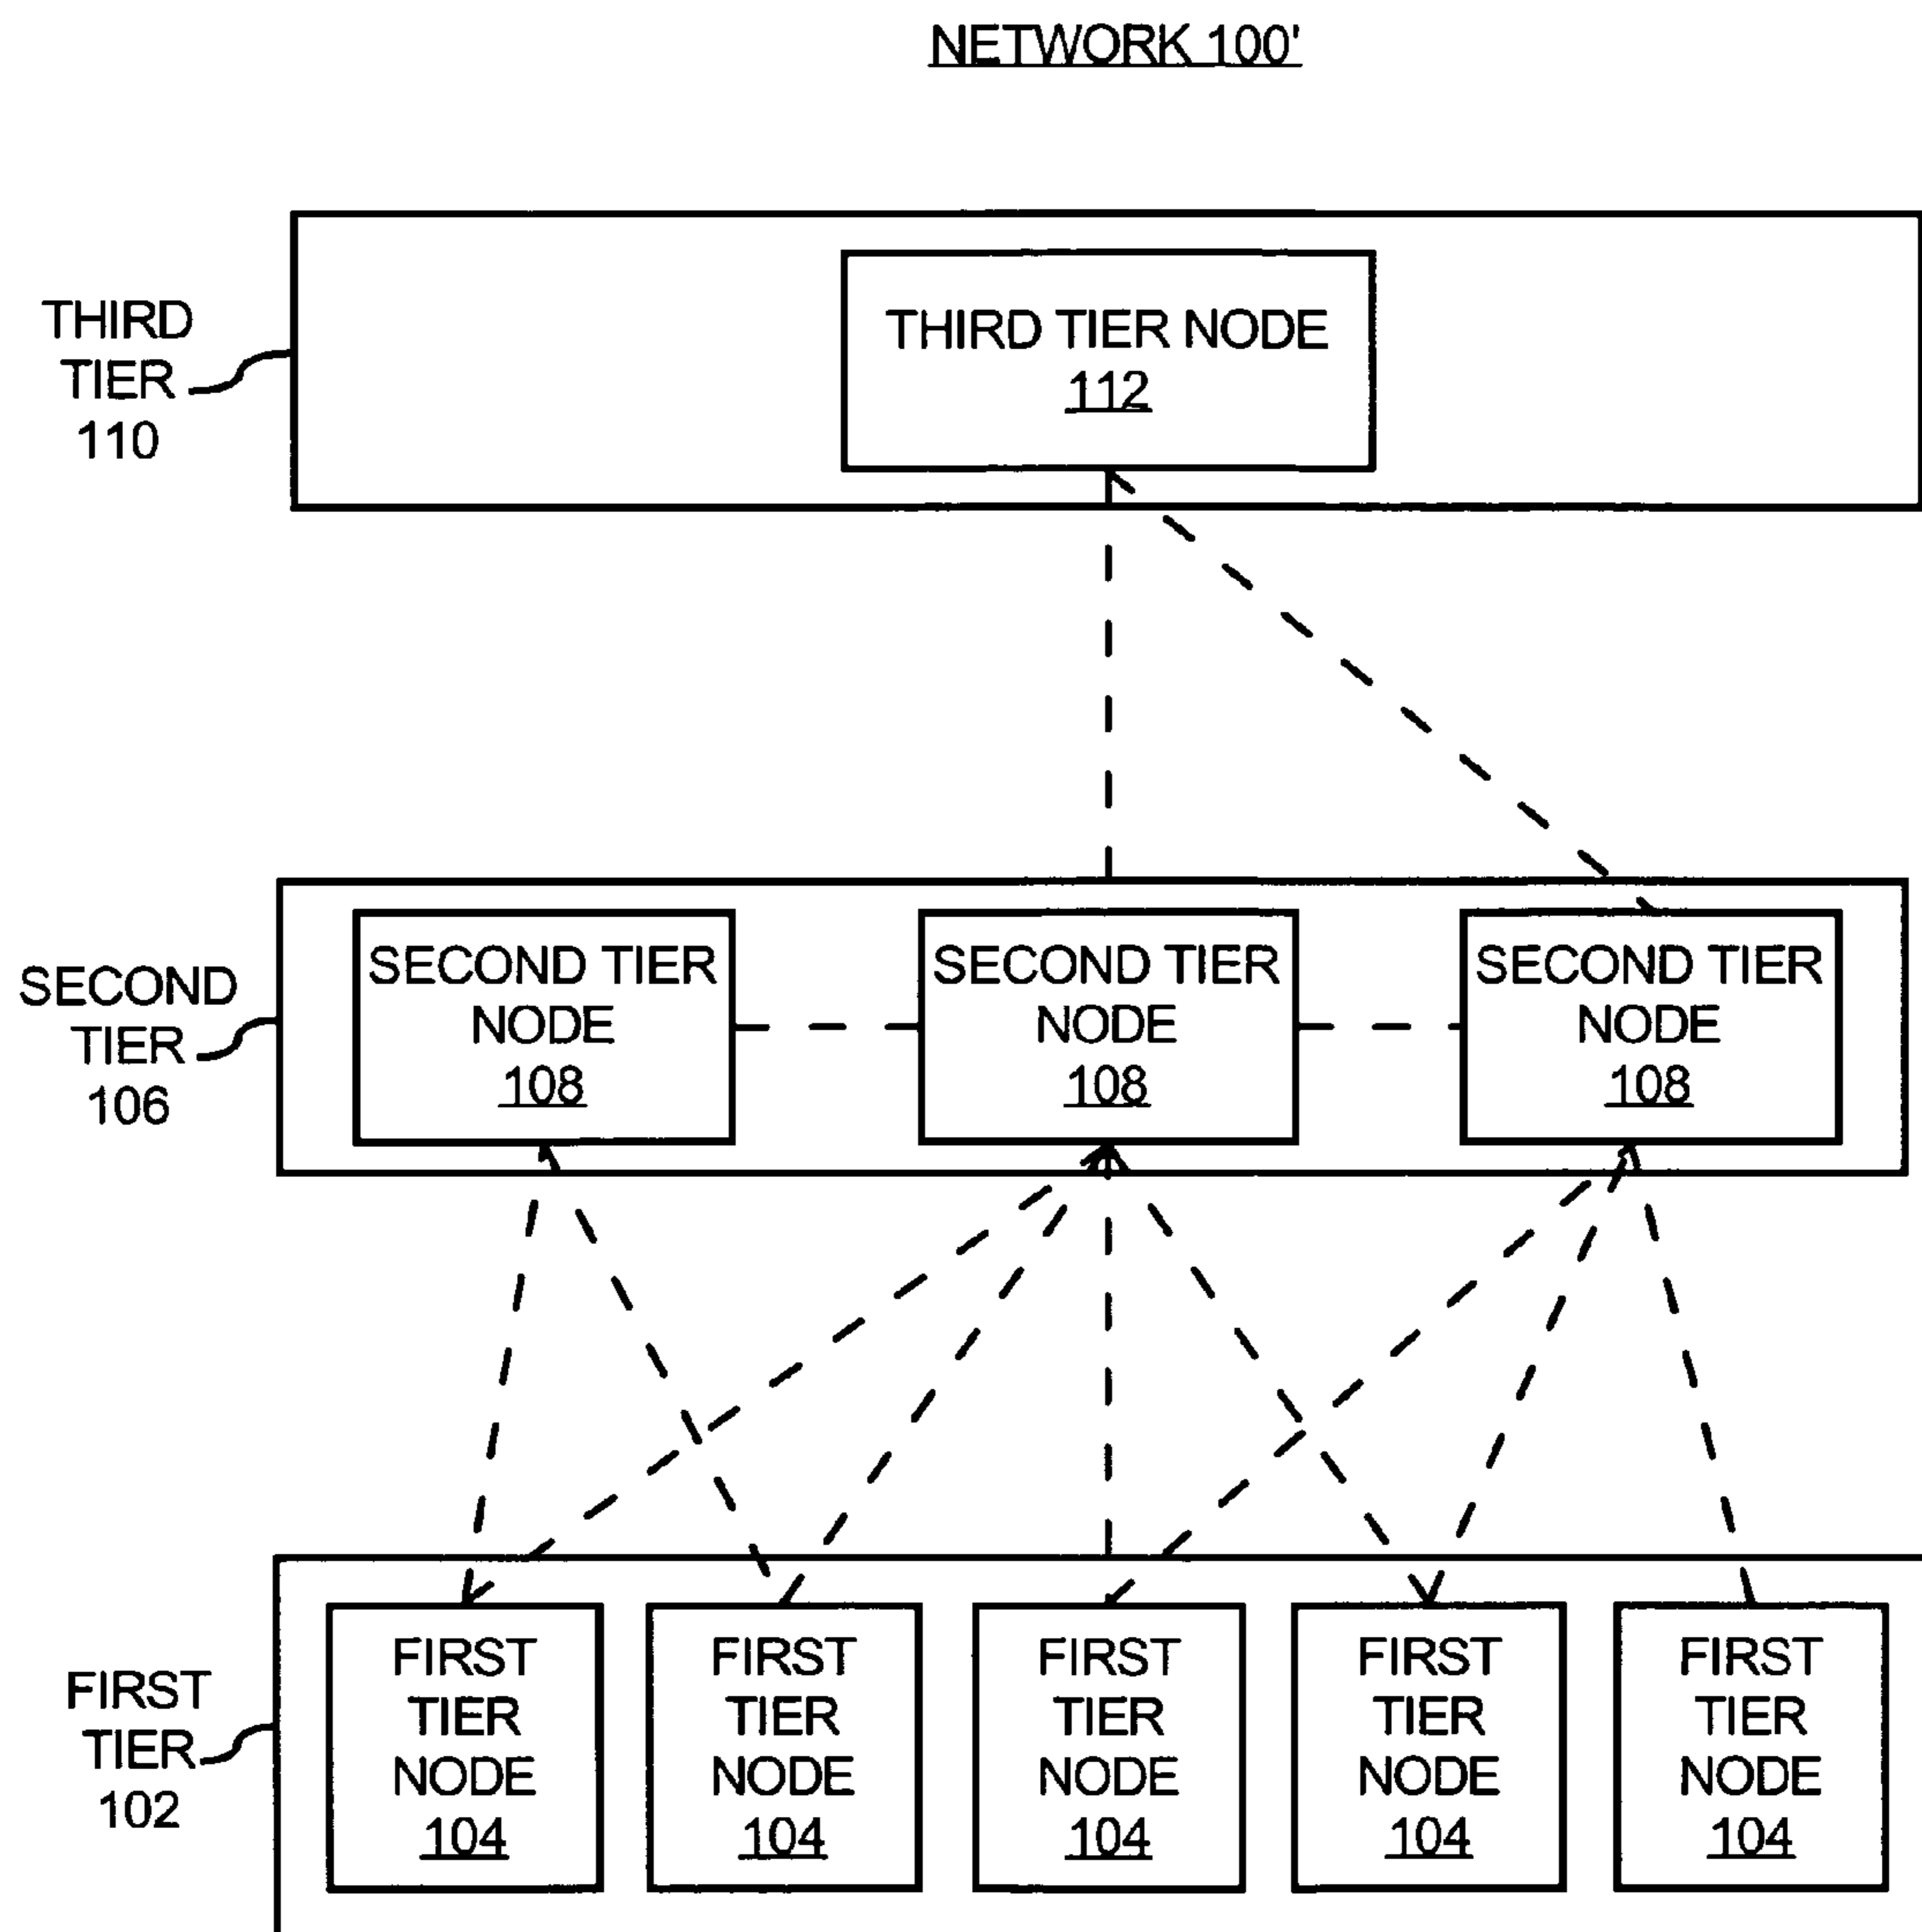 NETWORK 100'
THIRD
TIER
110
THIRD TIER NODE
112
SECOND
TIER
106
SECOND TIER
NODE
108
SECOND TIER
NODE
108
SECOND TIER
NODE
108
FIRST
TIER
102
FIRST
TIER
NODE
104
FIRST
TIER
NODE
104
FIRST
TIER
NODE
104
FIRST
TIER
NODE
104
FIRST
TIER
NODE
104